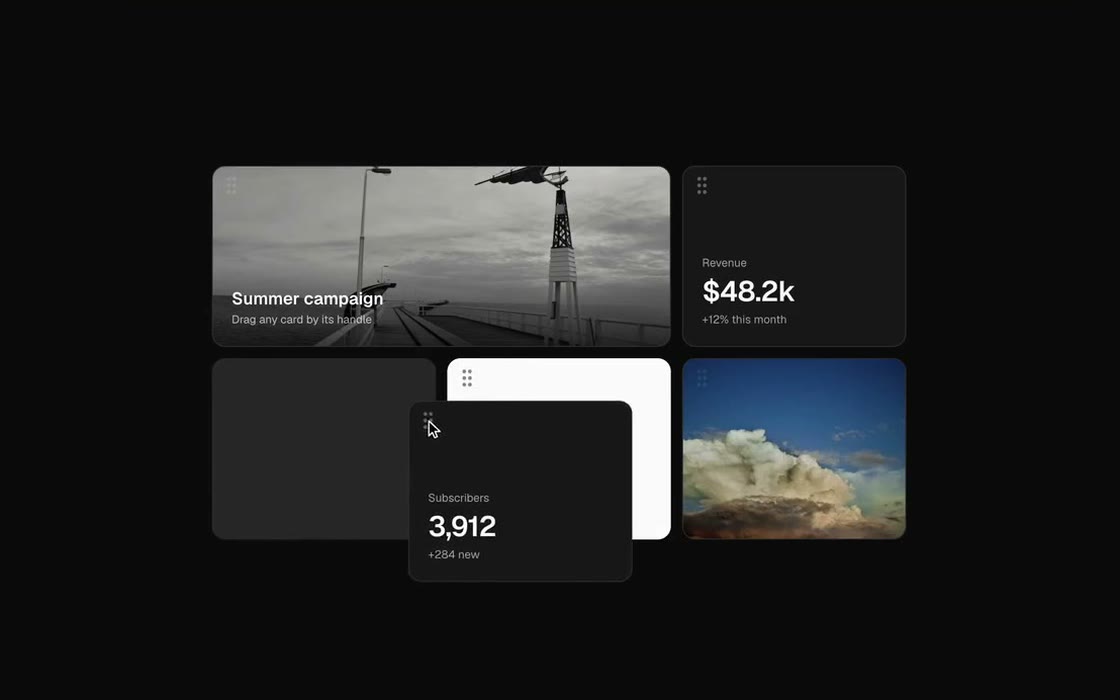 Summer campaign
Drag any card by its handle
Revenue
$48.2k
+12% this month
Subscribers
3,912
+284 new